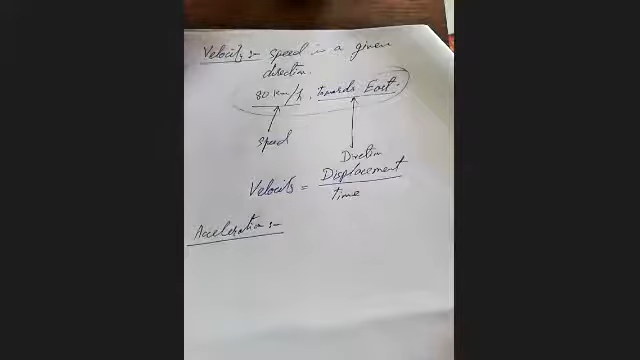 Velocity :- speed in a given
direction.
80 km/h, towards East.
speed
Direction
Velocity = Displacement
time
Acceleration :-